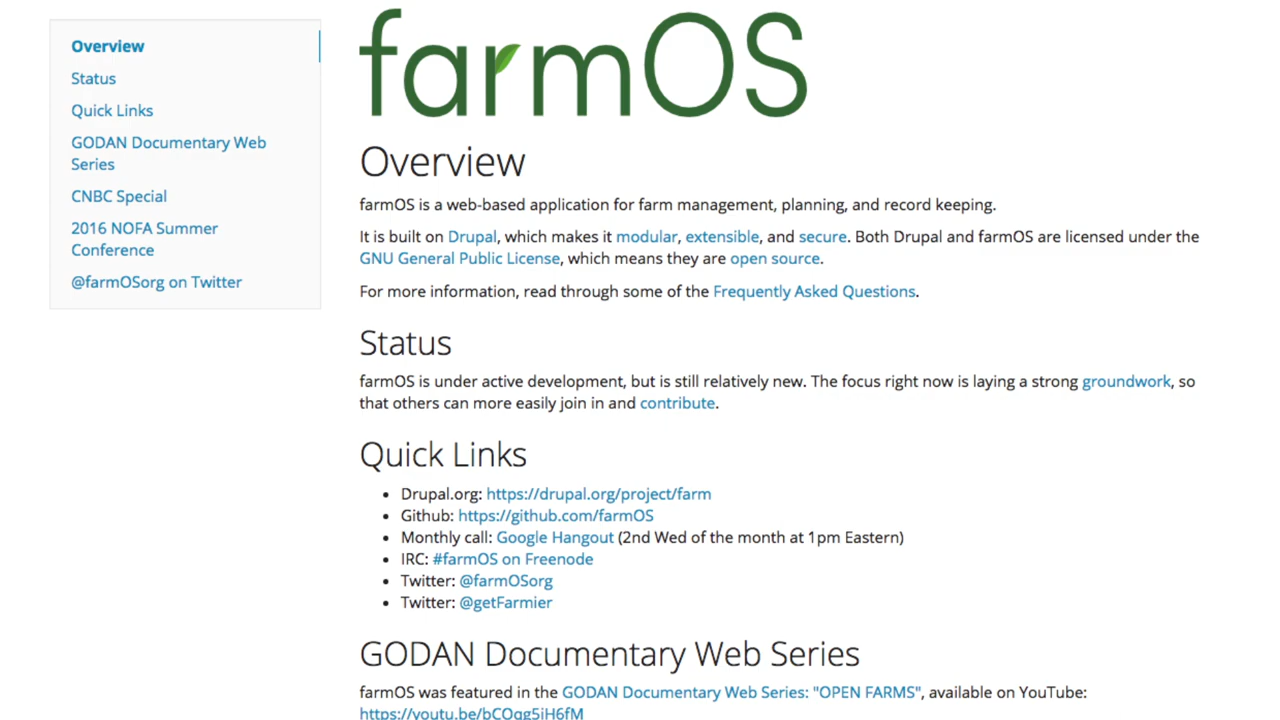 Overview
Status
Quick Links
GODAN Documentary Web
Series
CNBC Special
2016 NOFA Summer
Conference
@farmOSorg on Twitter
farmOS
Overview
farmOS is a web-based application for farm management, planning, and record keeping.
It is built on Drupal, which makes it modular, extensible, and secure. Both Drupal and farmOS are licensed under the
GNU General Public License, which means they are open source.
For more information, read through some of the Frequently Asked Questions.
Status
farmOS is under active development, but is still relatively new. The focus right now is laying a strong groundwork, so
that others can more easily join in and contribute.
Quick Links
• Drupal.org: https://drupal.org/project/farm
• Github: https://github.com/farmOS
• Monthly call: Google Hangout (2nd Wed of the month at 1pm Eastern)
• IRC: #farmOS on Freenode
• Twitter: @farmOSorg
• Twitter: @getFarmier
GODAN Documentary Web Series
farmOS was featured in the GODAN Documentary Web Series: "OPEN FARMS", available on YouTube: